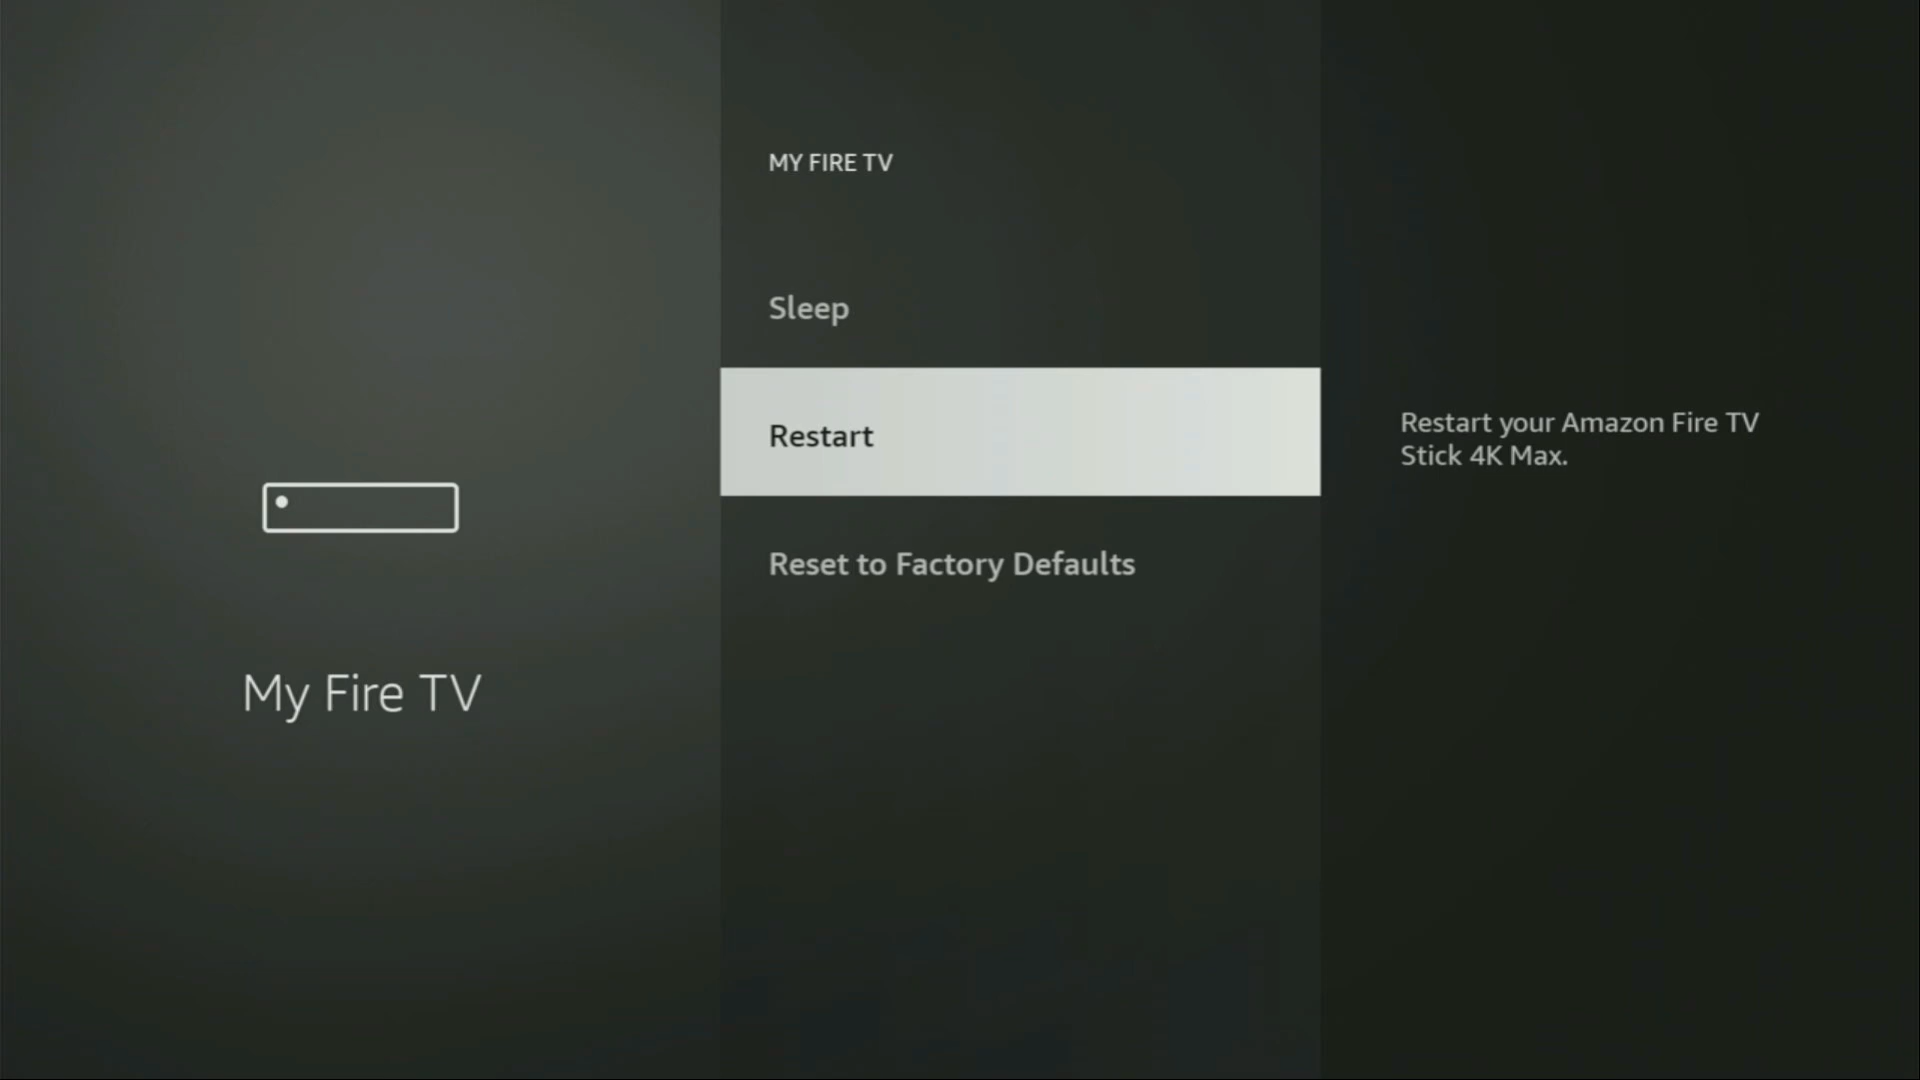 My Fire TV
MY FIRE TV
Sleep
Restart
Reset to Factory Defaults
Restart your Amazon Fire TV
Stick 4K Max.